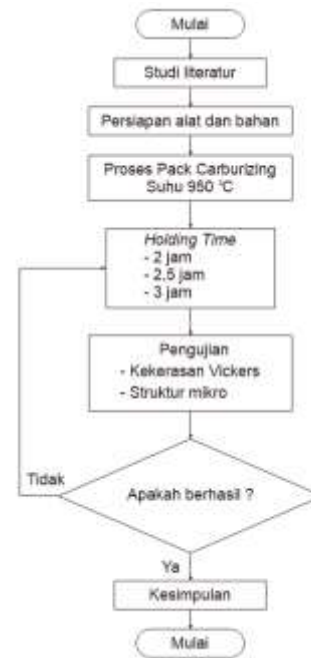 Mulai
Studi literatur
Persiapan alat dan bahan
Proses Pack Carburizing
Suhu 950 °C
Holding Time
- 2 jam
- 2,5 jam
- 3 jam
Pengujian
- Kekerasan Vickers
- Struktur mikro
Tidak
Apakah berhasil ?
Ya
Kesimpulan
Mulai